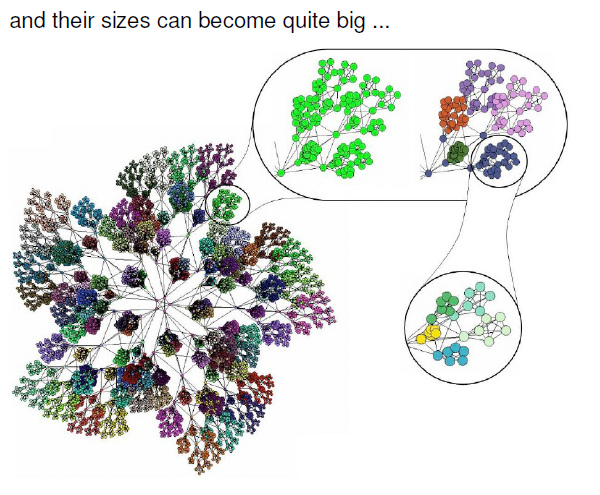 and their sizes can become quite big ...